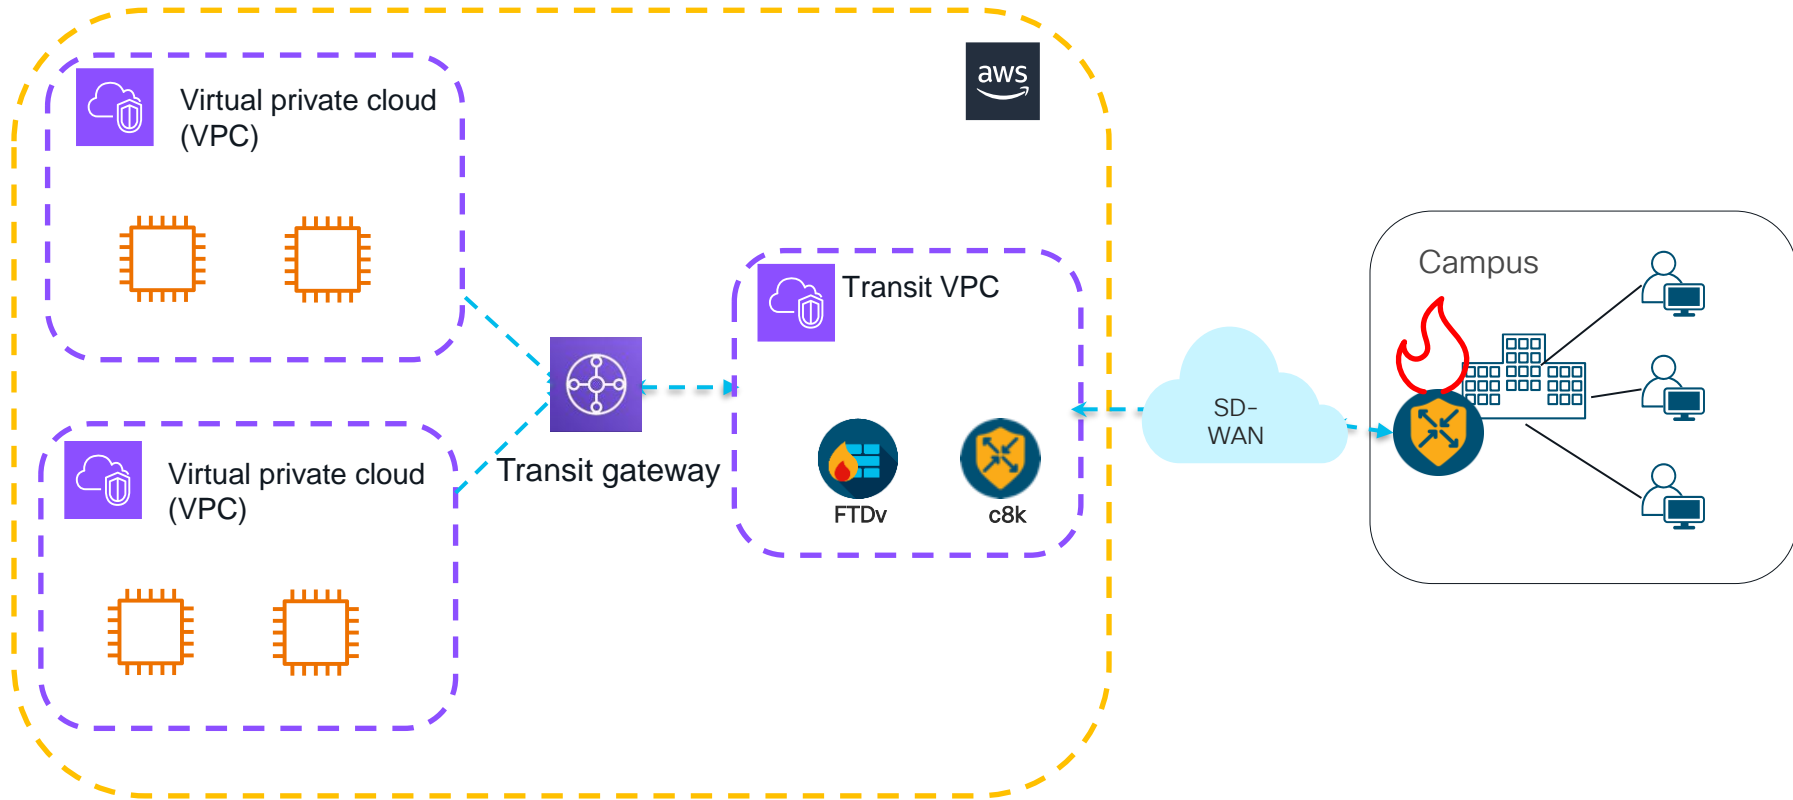 aws
Virtual private cloud
(VPC)
Campus
Transit VPC
SD-
WAN
Transit gateway
Virtual private cloud
(VPC)
FTDv
c8k